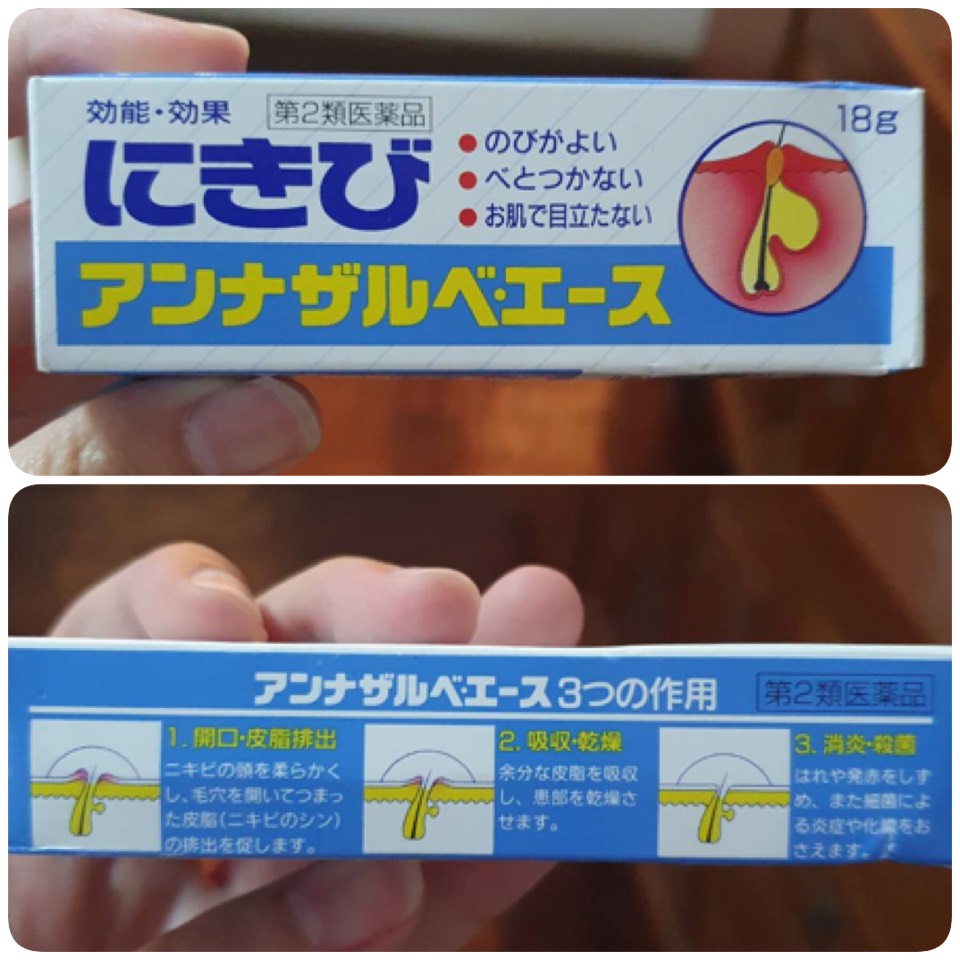 効能・効果 第2類医薬品
にきび
●のびがよい
●べとつかない
●お肌で目立たない
18g
アンナザルベ・エース
アンナザルベ・エース3つの作用 第2類医薬品
1. 開口・皮脂排出
ニキビの頭を柔らかく
し、毛穴を開いてつまっ
た皮脂(ニキビのシン)
の排出を促します。
2. 吸収・乾燥
余分な皮脂を吸収
し、患部を乾燥さ
せます。
3. 消炎・殺菌
はれや発赤をしず
め、また細菌によ
る炎症や化膿をお
さえます。